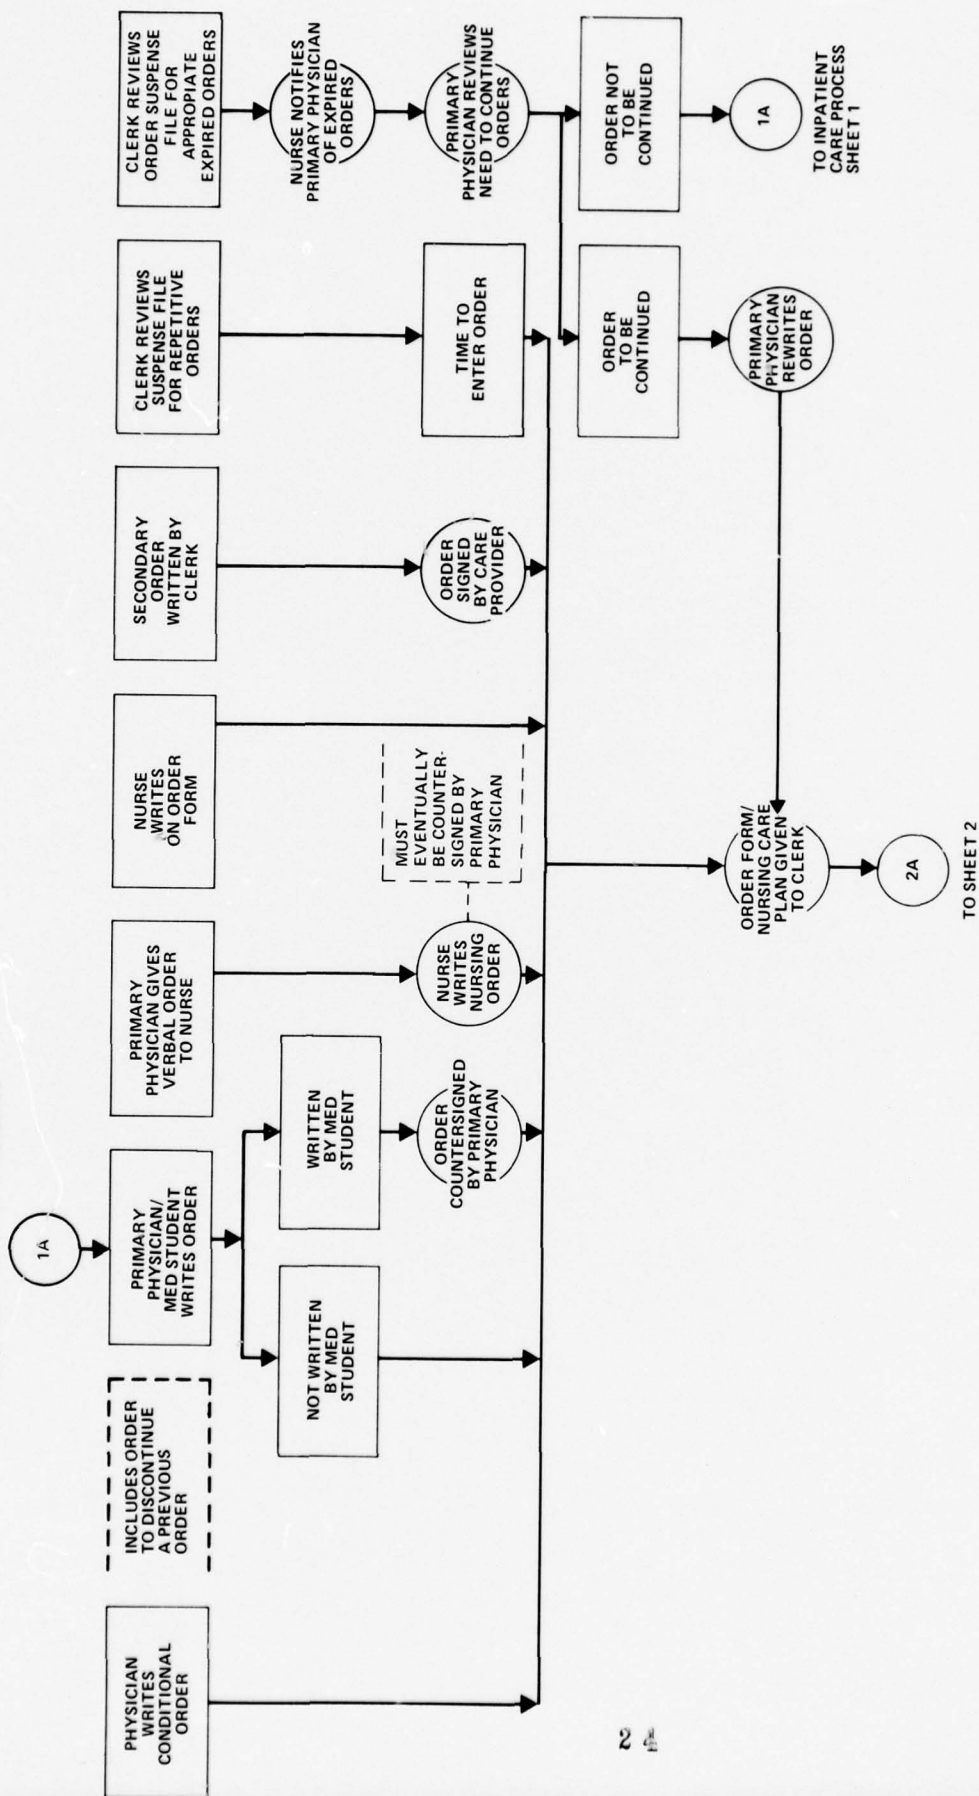 1A
PHYSICIAN
WRITES
CONDITIONAL
ORDER
INCLUDES ORDER
TO DISCONTINUE
A PREVIOUS
ORDER
PRIMARY
PHYSICIAN/
MED STUDENT
WRITES ORDER
PRIMARY
PHYSICIAN GIVES
VERBAL ORDER
TO NURSE
NURSE
WRITES
ON ORDER
FORM
SECONDARY
ORDER
WRITTEN BY
CLERK
CLERK REVIEWS
SUSPENSE FILE
FOR REPETITIVE
ORDERS
CLERK REVIEWS
ORDER SUSPENSE
FILE FOR
APPROPIATE
EXPIRED ORDERS
NOT WRITTEN
BY MED
STUDENT
WRITTEN
BY MED
STUDENT
NURSE NOTIFIES
PRIMARY PHYSICIAN
OF EXPIRED
ORDERS
ORDER
COUNTERSIGNED
BY PRIMARY
PHYSICIAN
NURSE
WRITES
NURSING
ORDER
MUST
EVENTUALLY
BE COUNTER-
SIGNED BY
PRIMARY
PHYSICIAN
ORDER
SIGNED
BY CARE
PROVIDER
TIME TO
ENTER ORDER
PRIMARY
PHYSICIAN REVIEWS
NEED TO CONTINUE
ORDERS
ORDER
TO BE
CONTINUED
ORDER NOT
TO BE
CONTINUED
ORDER FORM/
NURSING CARE
PLAN GIVEN
TO CLERK
PRIMARY
PHYSICIAN
REWRITES
ORDER
1A
TO INPATIENT
CARE PROCESS
SHEET 1
2A
TO SHEET 2
24